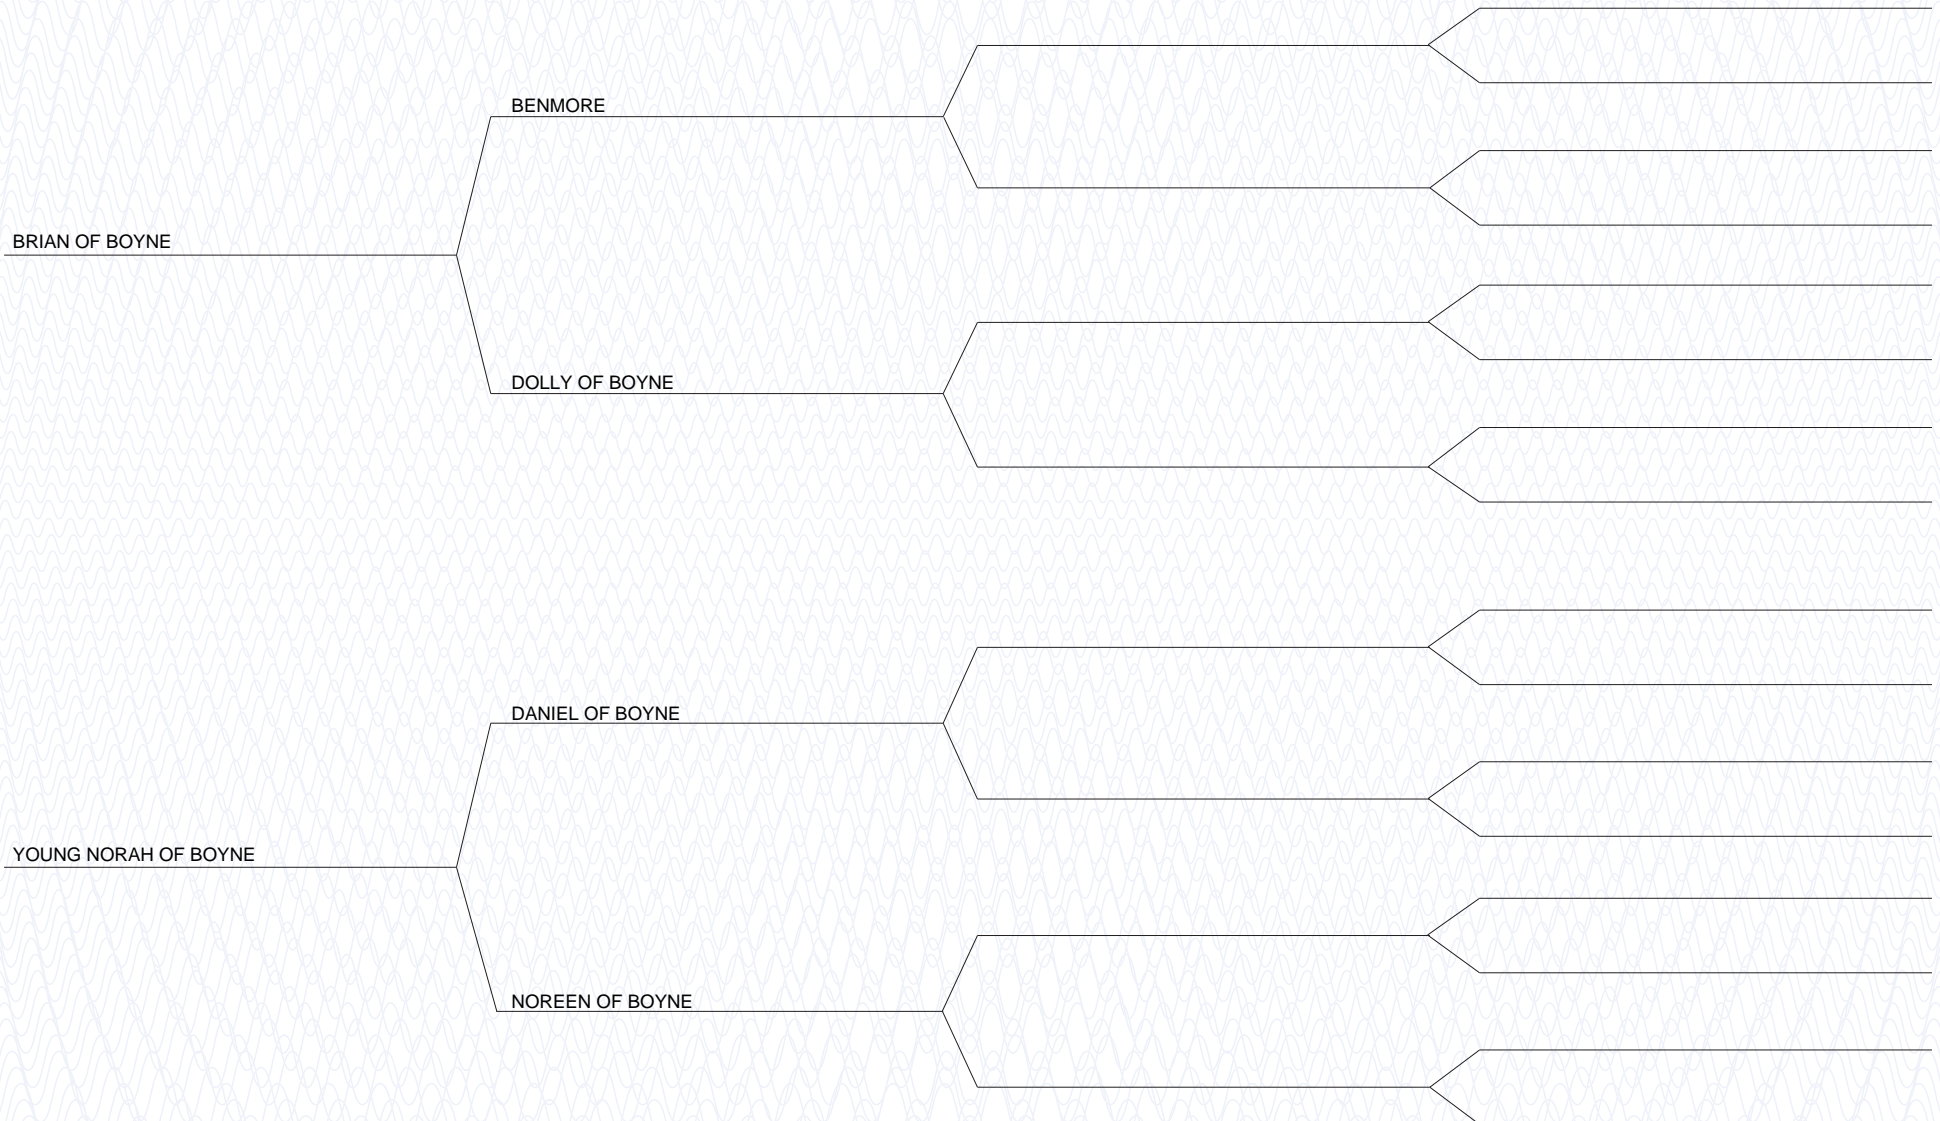 BENMORE
BRIAN OF BOYNE
DOLLY OF BOYNE
DANIEL OF BOYNE
YOUNG NORAH OF BOYNE
NOREEN OF BOYNE